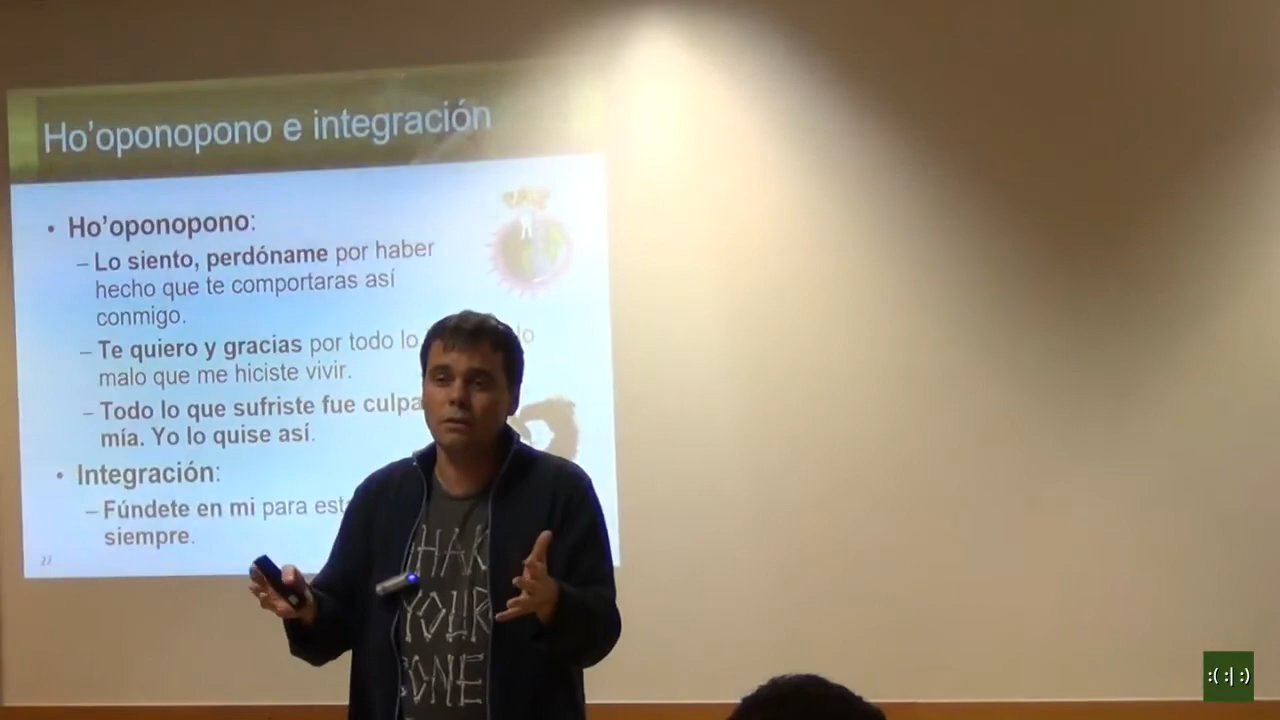 Ho'oponopono e integración
• Ho'oponopono:
– Lo siento, perdóname por haber
hecho que te comportaras así
conmigo.
– Te quiero y gracias por todo lo
malo que me hiciste vivir.
– Todo lo que sufriste fue culpa
mía. Yo lo quise así.
• Integración:
– Fúndete en mi para
siempre.
27
YOUR
:( :| :)